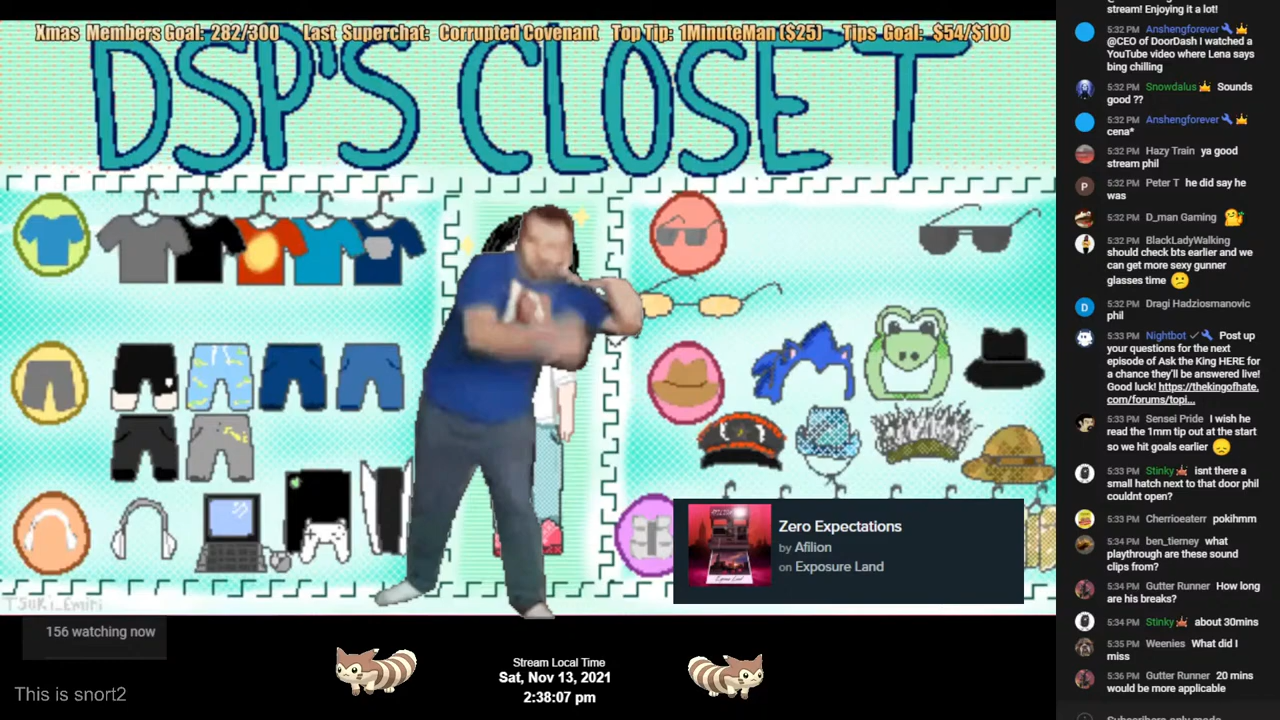 Xmas Members Goal: 282/300 Last Superchat: Corrupted Covenant Top Tip: 1MinuteMan ($25) Tips Goal: $54/$100
DSP'S CLOSET
TSUKI_Emiri
Zero Expectations
by Afilion
on Exposure Land
156 watching now
This is snort2
Stream Local Time
Sat, Nov 13, 2021
2:38:07 pm
stream! Enjoying it a lot!
5:32 PM Anshengforever
@CEO of DoorDash I watched a
YouTube video where Lena says
bing chilling
5:32 PM Snowdalus Sounds
good ??
5:32 PM Anshengforever
cena*
5:32 PM Hazy Train ya good
stream phil
5:32 PM Peter T he did say he
was
5:32 PM D_man Gaming
5:32 PM BlackLadyWalking
should check bts earlier and we
can get more sexy gunner
glasses time
5:33 PM Dragi Hadziosmanovic
phil
5:33 PM Nightbot Post up
your questions for the next
episode of Ask the King HERE for
a chance they'll be answered live!
Good luck! https://thekingofhate.
com/forums/topi...
5:33 PM Sensei Pride I wish he
read the 1mm tip out at the start
so we hit goals earlier
5:33 PM Stinky isnt there a
small hatch next to that door phil
couldnt open?
5:33 PM Cherrioeaterr pokihmm
5:34 PM ben_tierney what
playthrough are these sound
clips from?
5:34 PM Gutter Runner How long
are his breaks?
5:34 PM Stinky about 30mins
5:35 PM Weenies What did I
miss
5:36 PM Gutter Runner 20 mins
would be more applicable
Subscribers-only mode